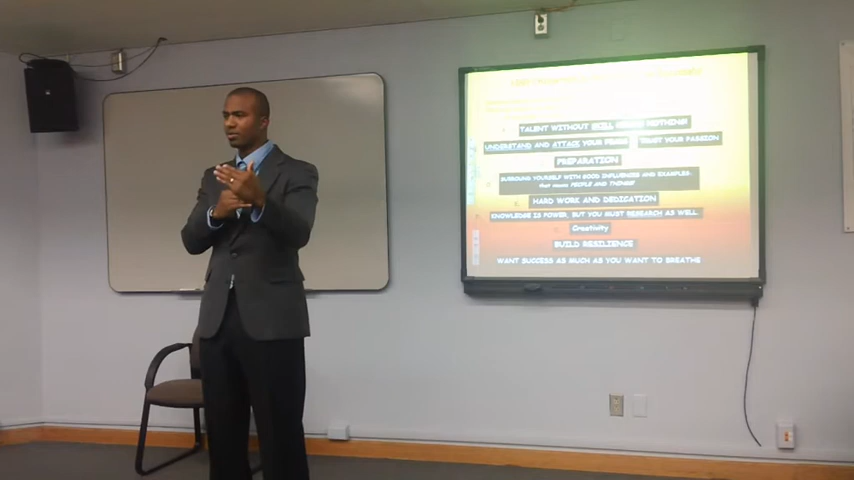 TALENT WITHOUT SKILL MEANS NOTHING
UNDERSTAND AND ATTACK YOUR FEARS TRUST YOUR PASSION
PREPARATION
SURROUND YOURSELF WITH GOOD INFLUENCES AND EXAMPLES.
that means PEOPLE AND THINGS!
HARD WORK AND DEDICATION
KNOWLEDGE IS POWER, BUT YOU MUST RESEARCH AS WELL.
Creativity
BUILD RESILIENCE
WANT SUCCESS AS MUCH AS YOU WANT TO BREATHE